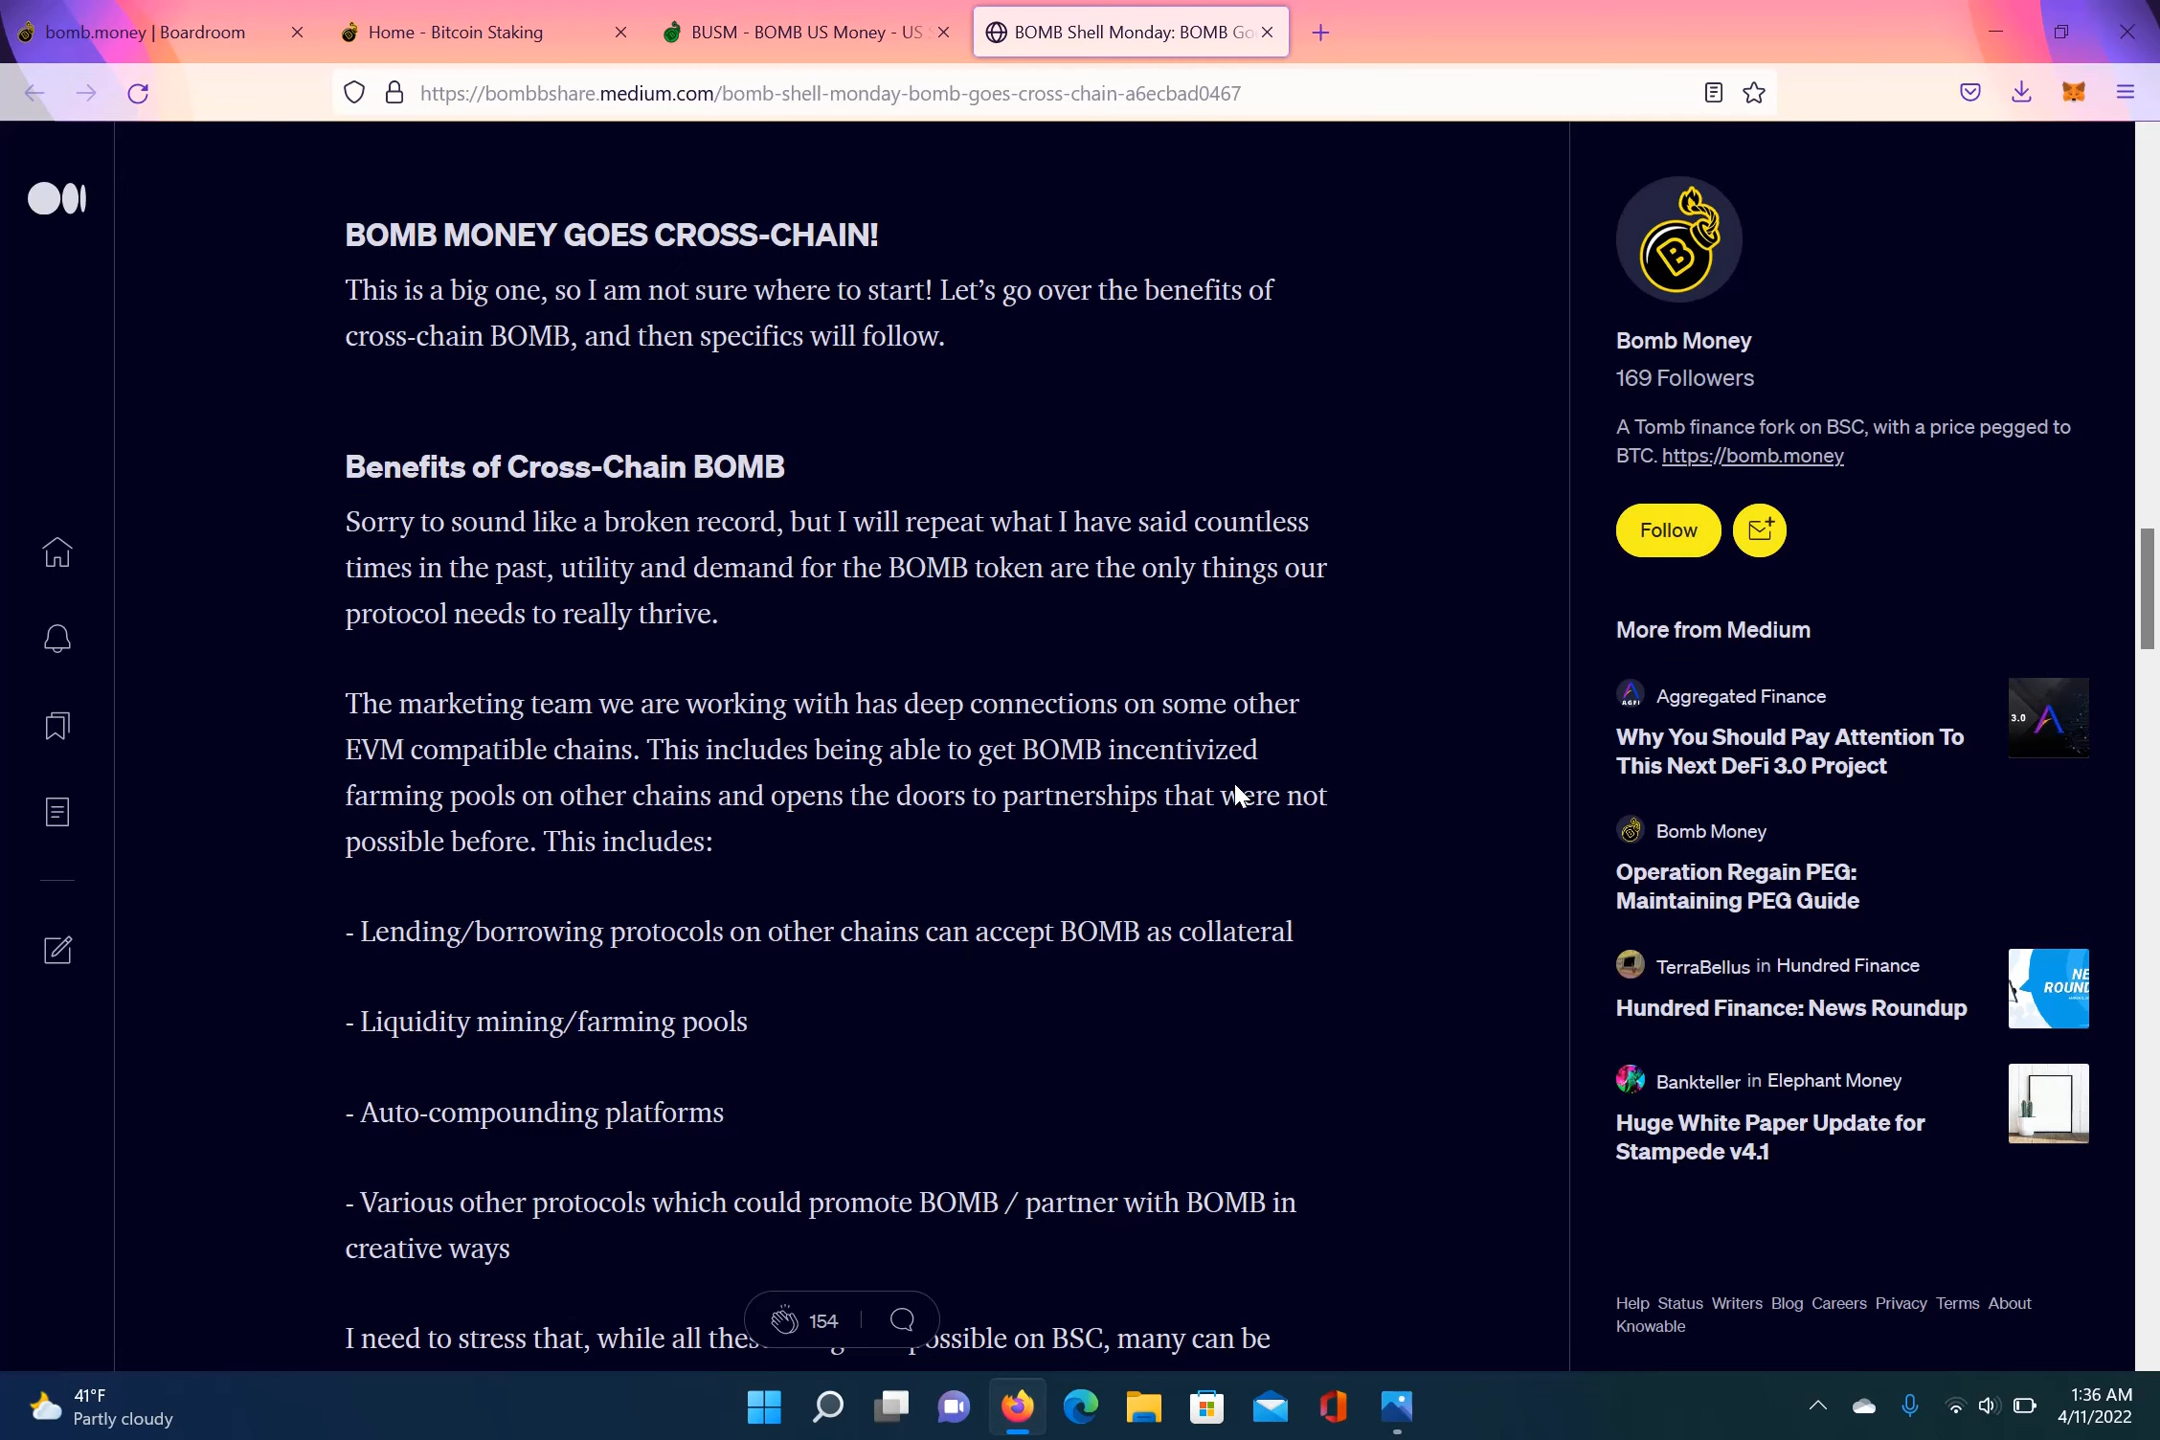 bomb.money | Boardroom
Home - Bitcoin Staking
BUSM - BOMB US Money - US S
BOMB Shell Monday: BOMB Go
https://bombbshare.medium.com/bomb-shell-monday-bomb-goes-cross-chain-a6ecbad0467
BOMB MONEY GOES CROSS-CHAIN!
This is a big one, so I am not sure where to start! Let’s go over the benefits of
cross-chain BOMB, and then specifics will follow.
Benefits of Cross-Chain BOMB
Sorry to sound like a broken record, but I will repeat what I have said countless
times in the past, utility and demand for the BOMB token are the only things our
protocol needs to really thrive.
The marketing team we are working with has deep connections on some other
EVM compatible chains. This includes being able to get BOMB incentivized
farming pools on other chains and opens the doors to partnerships that were not
possible before. This includes:
- Lending/borrowing protocols on other chains can accept BOMB as collateral
- Liquidity mining/farming pools
- Auto-compounding platforms
- Various other protocols which could promote BOMB / partner with BOMB in
creative ways
I need to stress that, while all thes
ssible on BSC, many can be
154
B
Bomb Money
169 Followers
A Tomb finance fork on BSC, with a price pegged to
BTC. https://bomb.money
Follow
More from Medium
Aggregated Finance
Why You Should Pay Attention To
This Next DeFi 3.0 Project
AGFI
3.0
Bomb Money
Operation Regain PEG:
Maintaining PEG Guide
TerraBellus in Hundred Finance
Hundred Finance: News Roundup
NE
ROUND
Bankteller in Elephant Money
Huge White Paper Update for
Stampede v4.1
Help Status Writers Blog Careers Privacy Terms About
Knowable
41°F
Partly cloudy
1:36 AM
4/11/2022